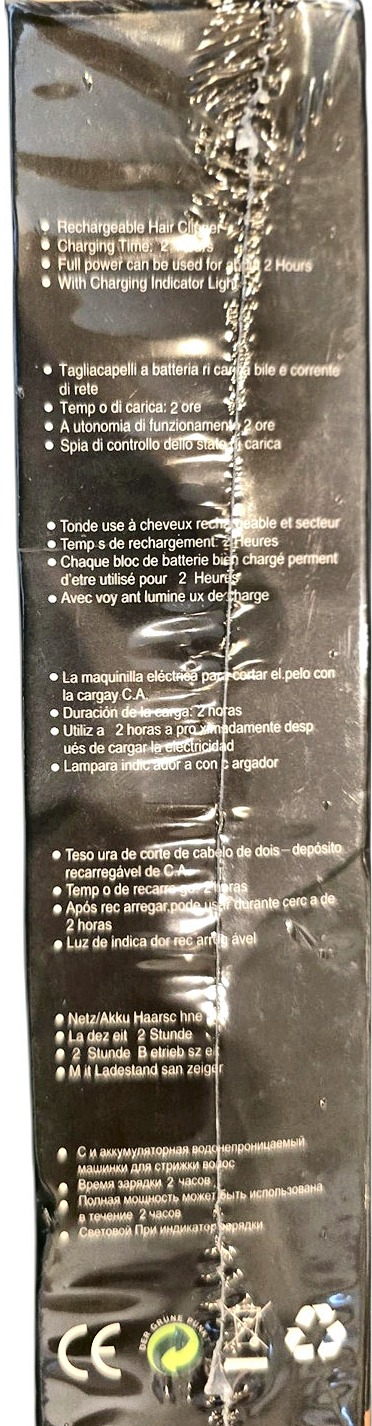 • Rechargeable Hair Clipper
• Charging Time: 2
• Full power can be used for about 2 Hours
• With Charging Indicator Light
• Tagliacapelli a batteria ri carica bile e corrente
di rete
• Temp o di carica: 2 ore
• A utonomia di funzionamento 2 ore
• Spia di controllo dello stato di carica
• Tonde use à cheveux rechargeable et secteur
• Temp s de rechargement: 2 Heures
• Chaque bloc de batterie bien chargé perment
d'etre utilisé pour 2 Heures
• Avec voy ant lumine ux de charge
• La maquinilla eléctrica para cortar el.pelo con
la cargay C.A.
• Duración de la carga: 2 horas
• Utiliz a 2 horas a pro ximadamente desp
ués de cargar la electricidad
• Lampara indic ador a con c argador
• Teso ura de corte de cabelo de dois—depósito
recarregável de C.A.
• Temp o de recarre ga: 2 horas
• Após rec arregar,pode usar durante cerc a de
2 horas
• Luz de indica dor rec arreg ável
• Netz/Akku Haarsc hne
• La dez eit 2 Stunde
• 2 Stunde B etrieb sz eit
• M it Ladestand san zeiger
• С и аккумуляторная водонепроницаемый
машинки для стрижки волос
• Время зарядки 2 часов
• Полная мощность может быть использована
в течение 2 часов
• Световой При индикатор зарядки
CE DER GRÜNE PUNKT